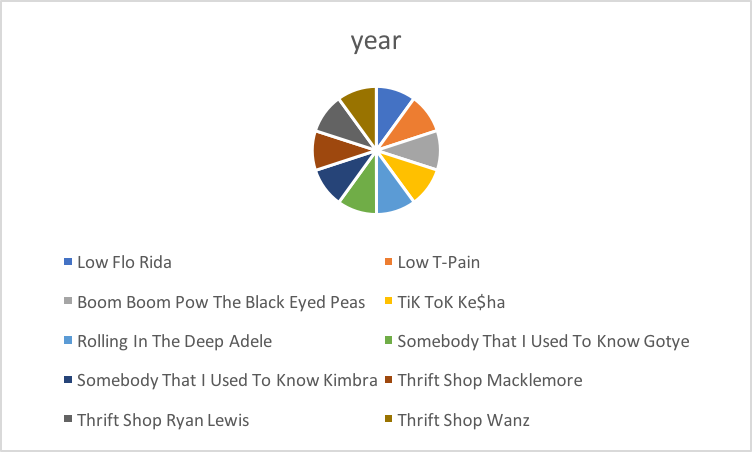 year
Low Flo Rida
Low T-Pain
Boom Boom Pow The Black Eyed Peas
TiK ToK Ke$ha
Rolling In The Deep Adele
Somebody That I Used To Know Gotye
Somebody That I Used To Know Kimbra
Thrift Shop Macklemore
Thrift Shop Ryan Lewis
Thrift Shop Wanz